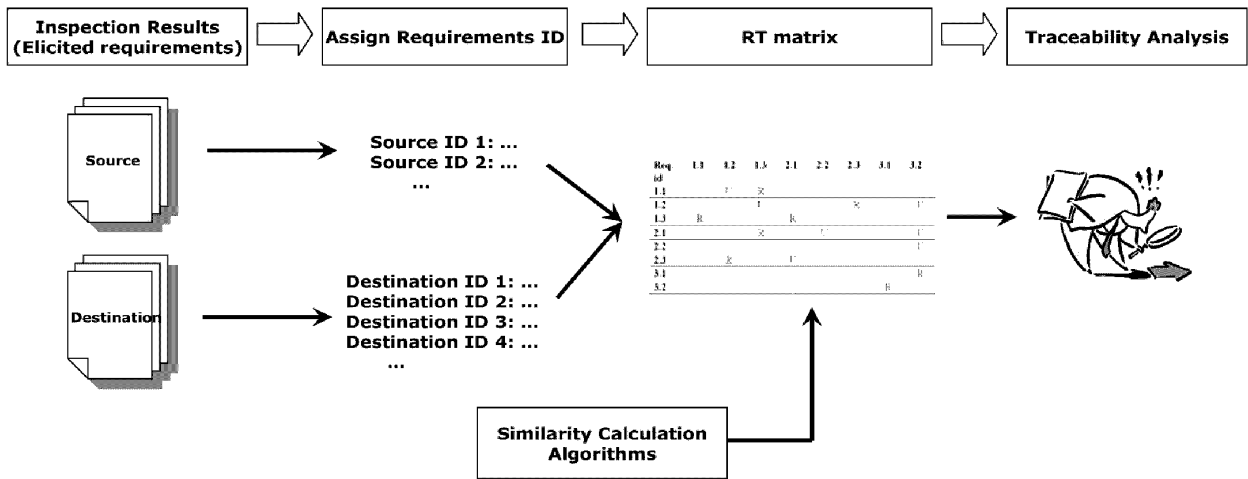 Inspection Results
(Elicited requirements)
Assign Requirements ID
RT matrix
Traceability Analysis
Source
Source ID 1: ...
Source ID 2: ...
...
Destination
Destination ID 1: ...
Destination ID 2: ...
Destination ID 3: ...
Destination ID 4: ...
...
Req. 1.1 1.2 1.3 2.1 2.2 2.3 3.1 3.2
id
1.1 U R
1.2 R U
1.3 R R
2.1 R U U
2.2 U
2.3 R U
3.1 R
3.2 R
Similarity Calculation
Algorithms